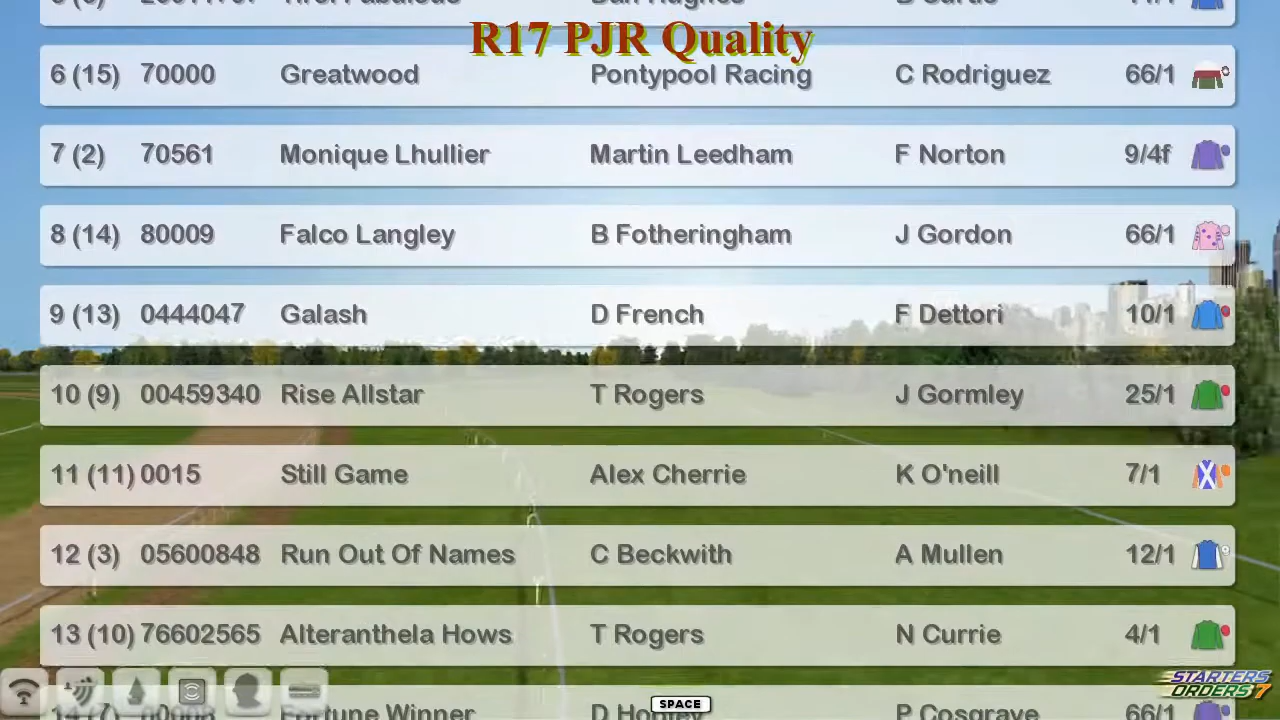 R17 PJR Quality
6 (15) 70000 Greatwood Pontypool Racing C Rodriguez 66/1
7 (2) 70561 Monique Lhullier Martin Leedham F Norton 9/4f
8 (14) 80009 Falco Langley B Fotheringham J Gordon 66/1
9 (13) 0444047 Galash D French F Dettori 10/1
10 (9) 00459340 Rise Allstar T Rogers J Gormley 25/1
11 (11) 0015 Still Game Alex Cherrie K O'neill 7/1
12 (3) 05600848 Run Out Of Names C Beckwith A Mullen 12/1
13 (10) 76602565 Alteranthela Hows T Rogers N Currie 4/1
STARTERS
ORDERS 7
SPACE
14 (7) 00008 Fortune Winner D P Cosgrave 66/1